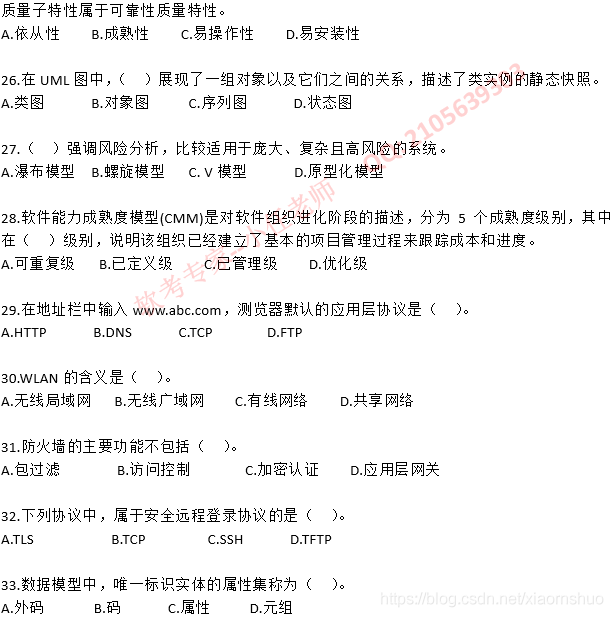 质量子特性属于可靠性质量特性。
A.依从性 B.成熟性 C.易操作性 D.易安装性
26.在 UML 图中，（ ）展现了一组对象以及它们之间的关系，描述了类实例的静态快照。
A.类图 B.对象图 C.序列图 D.状态图
27.（ ）强调风险分析，比较适用于庞大、复杂且高风险的系统。
A.瀑布模型 B.螺旋模型 C. V 模型 D.原型化模型
28.软件能力成熟度模型(CMM)是对软件组织进化阶段的描述，分为 5 个成熟度级别，其中
在（ ）级别，说明该组织已经建立了基本的项目管理过程来跟踪成本和进度。
A.可重复级 B.已定义级 C.已管理级 D.优化级
29.在地址栏中输入 www.abc.com，测览器默认的应用层协议是（ ）。
A.HTTP B.DNS C.TCP D.FTP
30.WLAN 的含义是（ ）。
A.无线局域网 B.无线广域网 C.有线网络 D.共享网络
31.防火墙的主要功能不包括（ ）。
A.包过滤 B.访问控制 C.加密认证 D.应用层网关
32.下列协议中，属于安全远程登录协议的是（ ）。
A.TLS B.TCP C.SSH D.TFTP
33.数据模型中，唯一标识实体的属性集称为（ ）。
A.外码 B.码 C.属性 D.元组
https://blog.csdn.net/xiaomshuo